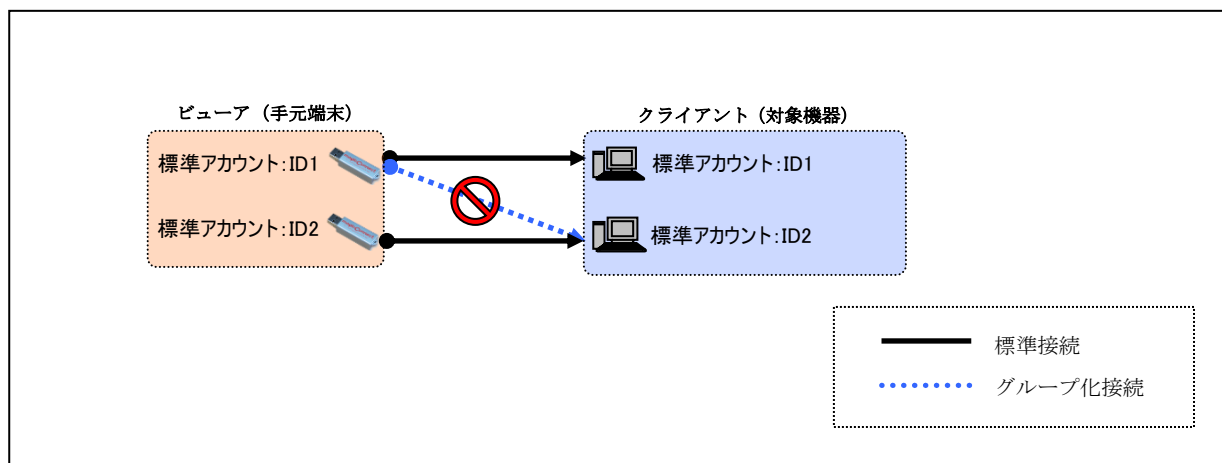 ビューア（手元端末）
クライアント（対象機器）
標準アカウント：ID1
標準アカウント：ID1
標準アカウント：ID2
標準アカウント：ID2
標準接続
グループ化接続